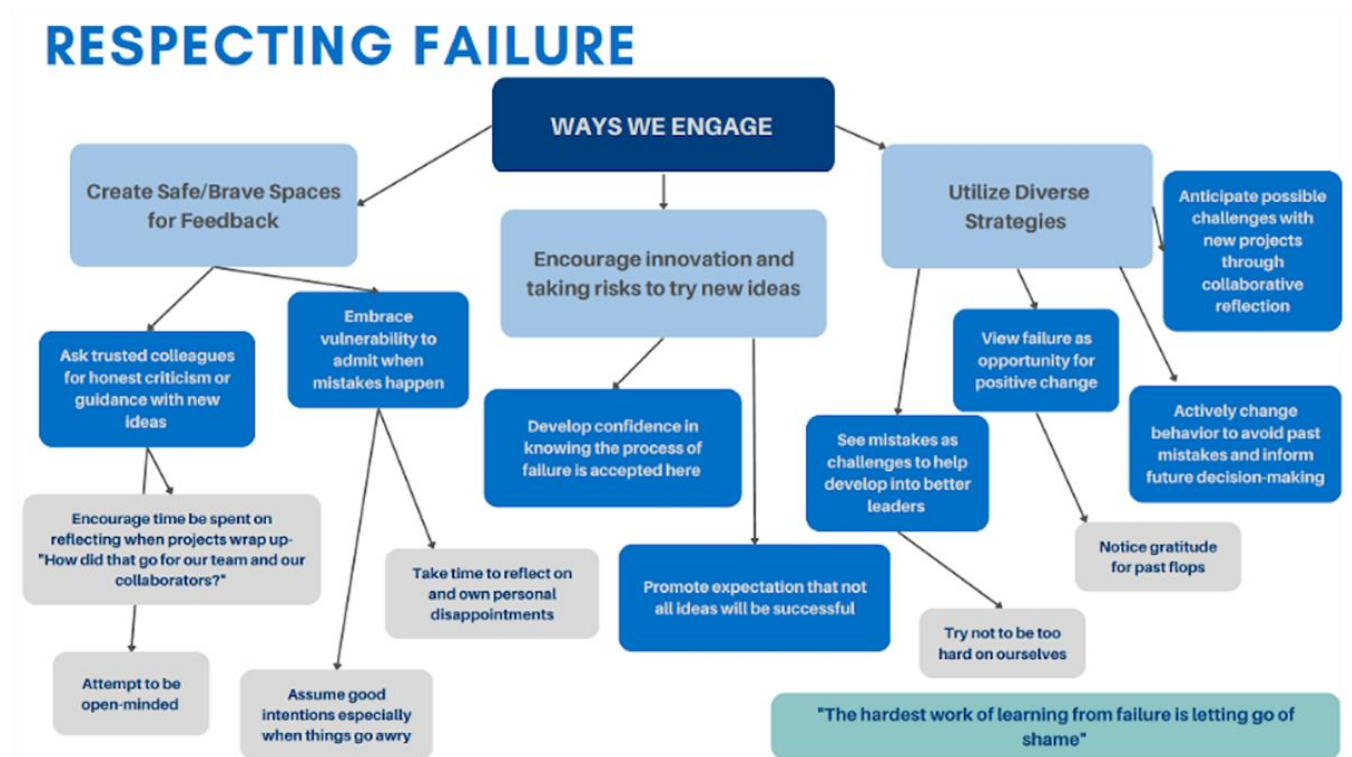 RESPECTING FAILURE
WAYS WE ENGAGE
Create Safe/Brave Spaces
for Feedback
Ask trusted colleagues
for honest criticism or
guidance with new
ideas
Encourage time be spent on
reflecting when projects wrap up-
"How did that go for our team and our
collaborators?"
Attempt to be
open-minded
Embrace
vulnerability to
admit when
mistakes happen
Assume good
intentions especially
when things go awry
Take time to reflect on
and own personal
disappointments
Encourage innovation and
taking risks to try new ideas
Develop confidence in
knowing the process of
failure is accepted here
Promote expectation that not
all ideas will be successful
Utilize Diverse
Strategies
See mistakes as
challenges to help
develop into better
leaders
Try not to be too
hard on ourselves
View failure as
opportunity for
positive change
Notice gratitude
for past flops
Actively change
behavior to avoid past
mistakes and inform
future decision-making
Anticipate possible
challenges with
new projects
through
collaborative
reflection
"The hardest work of learning from failure is letting go of
shame"